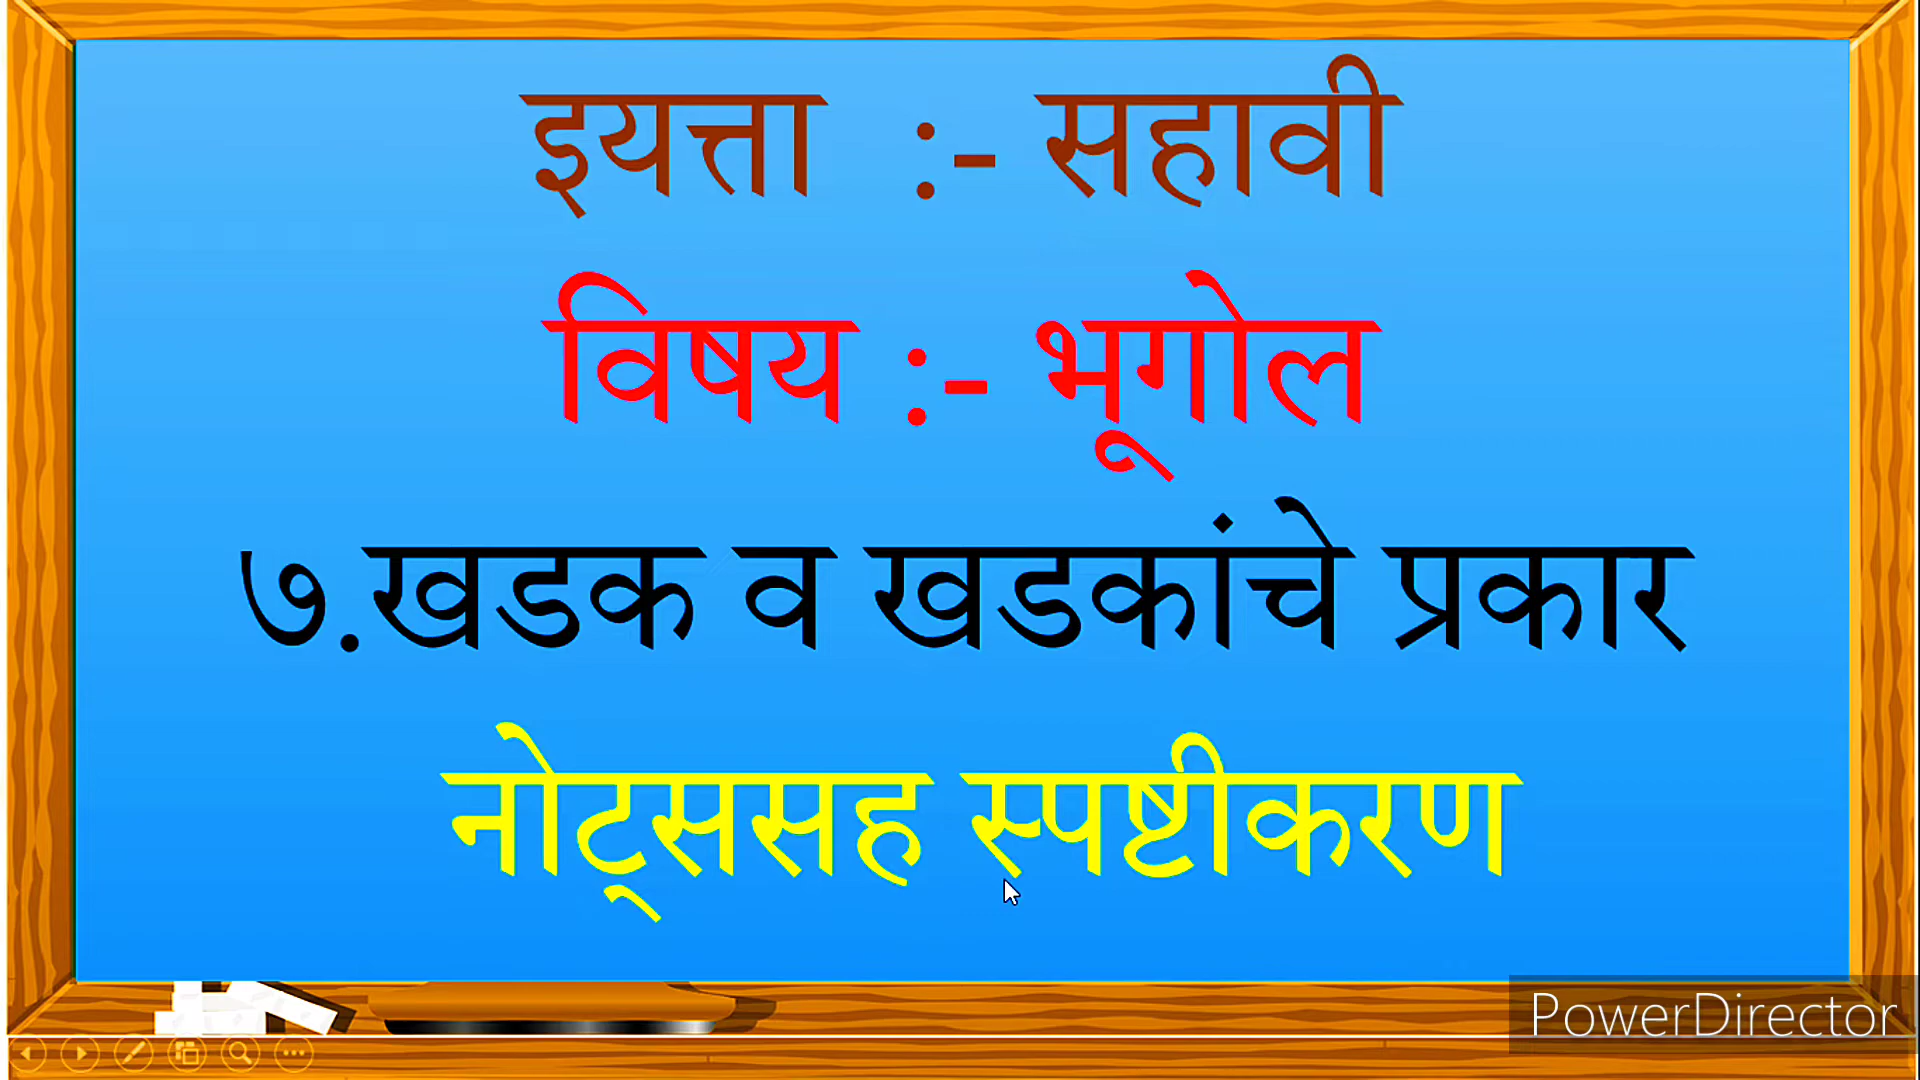 इयत्ता :- सहावी
विषय :- भूगोल
७.खडक व खडकांचे प्रकार
नोट्ससह स्पष्टीकरण
PowerDirector